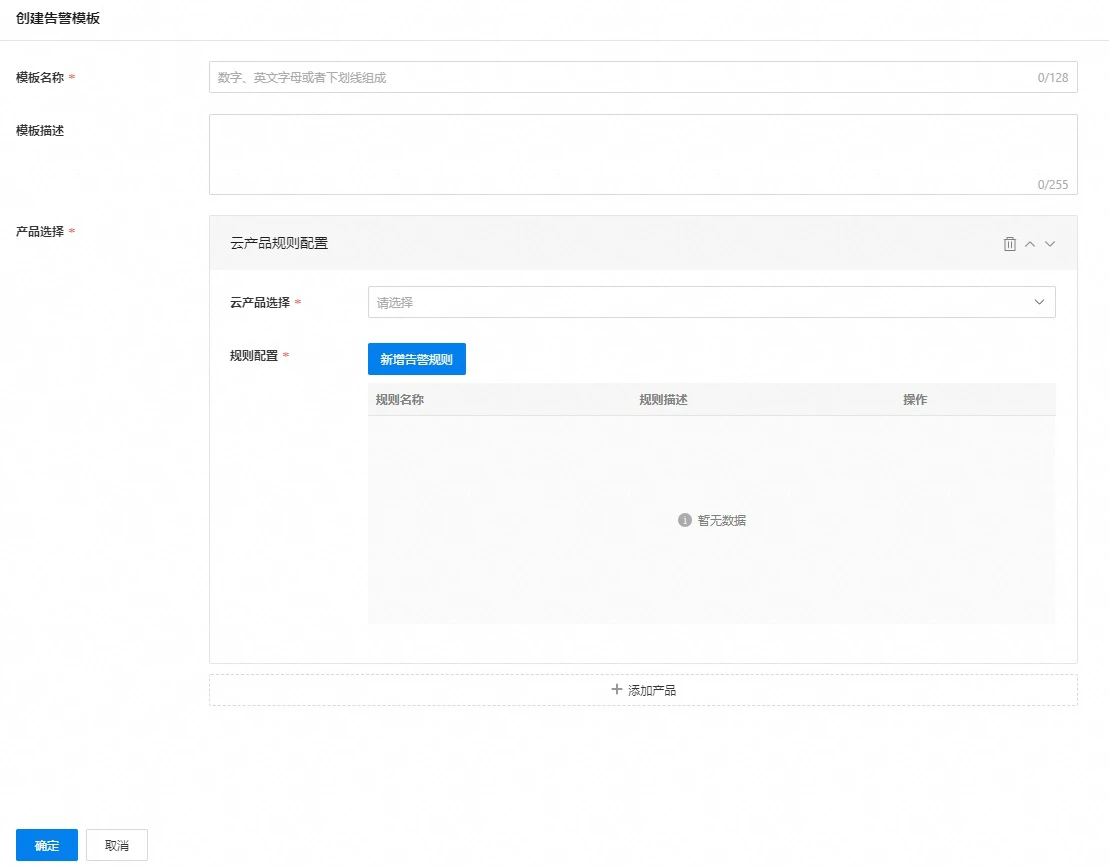 创建告警模板
模板名称 *
数字、英文字母或者下划线组成
0/128
模板描述
0/255
产品选择 *
云产品规则配置
云产品选择 *
请选择
规则配置 *
新增告警规则
规则名称 规则描述 操作
暂无数据
+ 添加产品
确定 取消